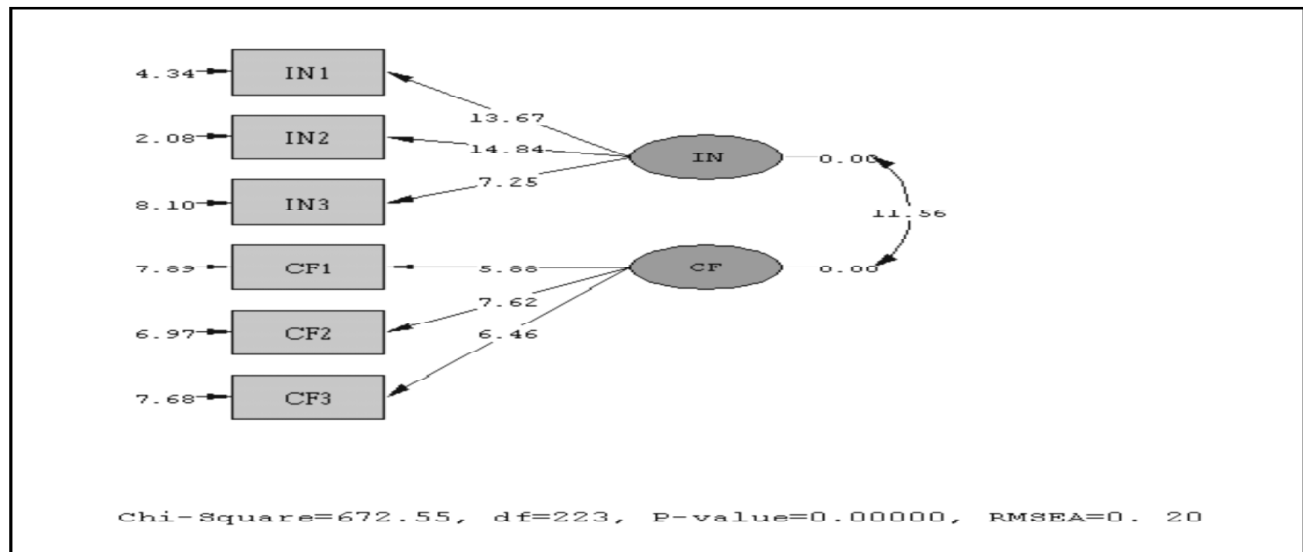 4.34 IN1
13.67
2.08 IN2 14.84 IN 0.00
7.25
8.10 IN3 11.56
CF1 5.88 CF 0.00
7.62
6.97 CF2 6.46
7.68 CF3
Chi-Square=672.55, df=223, P-value=0.00000, RMSEA=0. 20